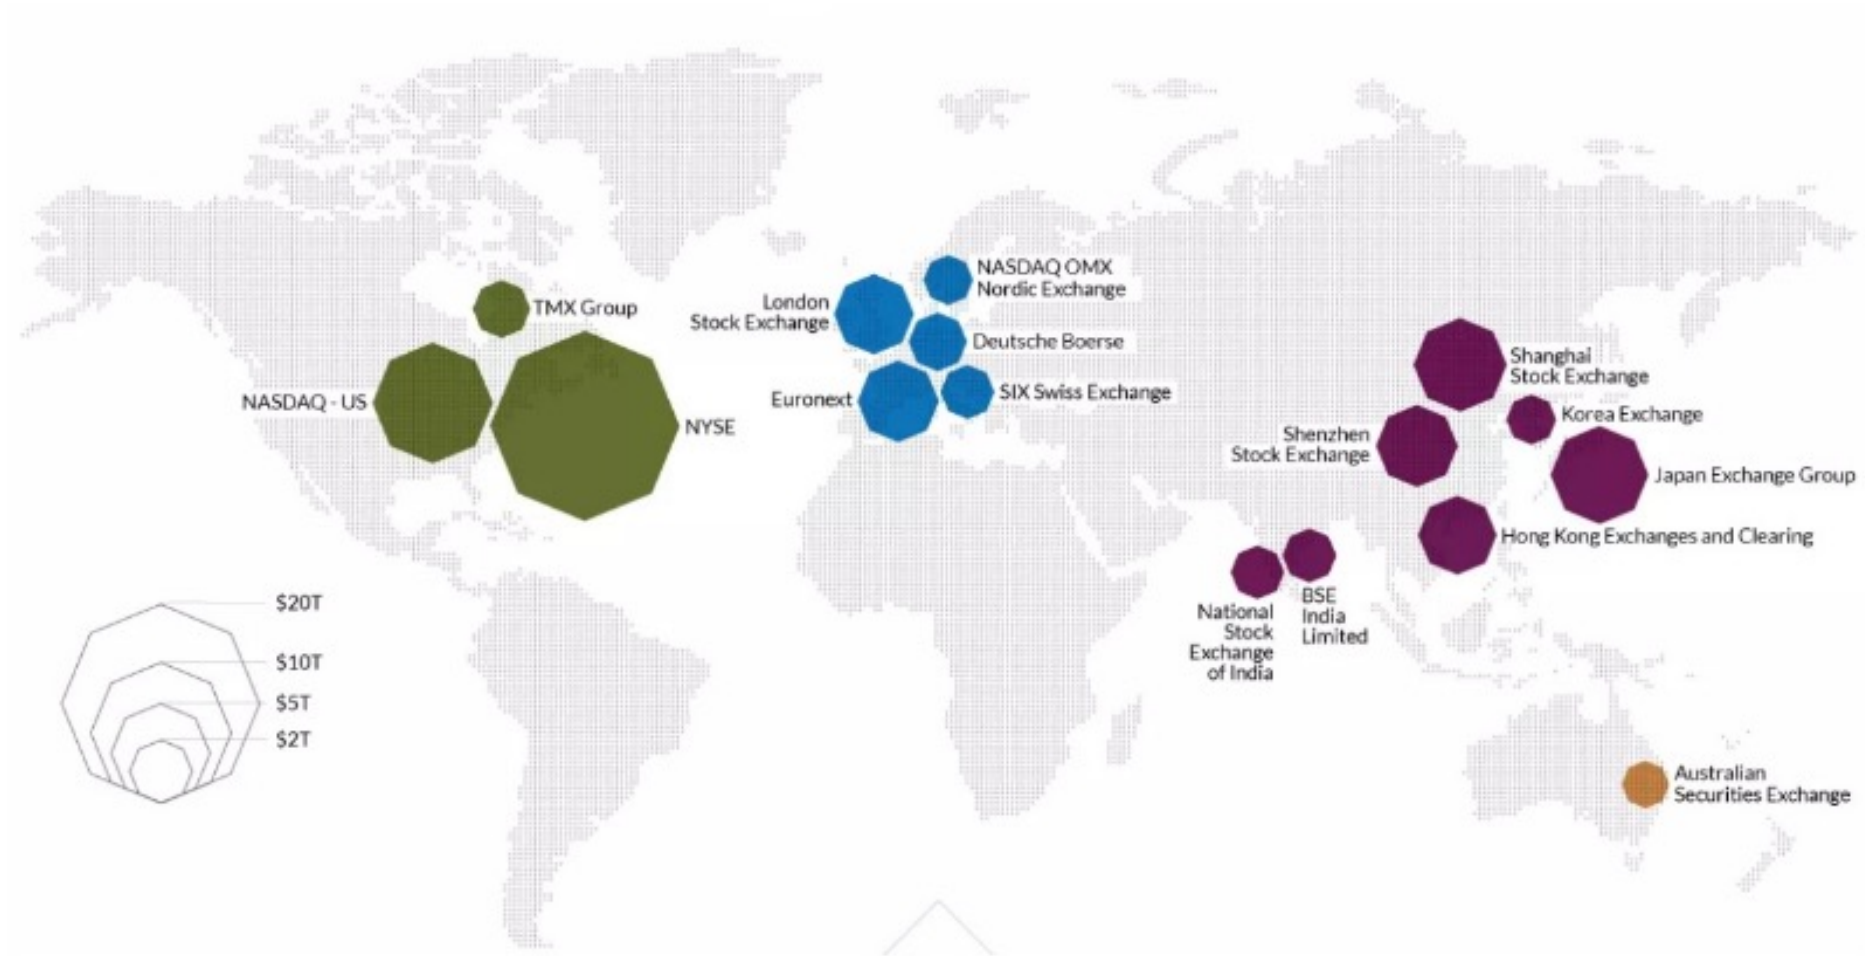 NASDAQ OMX
Nordic Exchange
London
Stock Exchange
TMX Group
Deutsche Boerse
Euronext
SIX Swiss Exchange
NASDAQ - US
NYSE
Shanghai
Stock Exchange
Korea Exchange
Shenzhen
Stock Exchange
Japan Exchange Group
Hong Kong Exchanges and Clearing
National
Stock
Exchange
of India
BSE
India
Limited
$20T
$10T
$5T
$2T
Australian
Securities Exchange